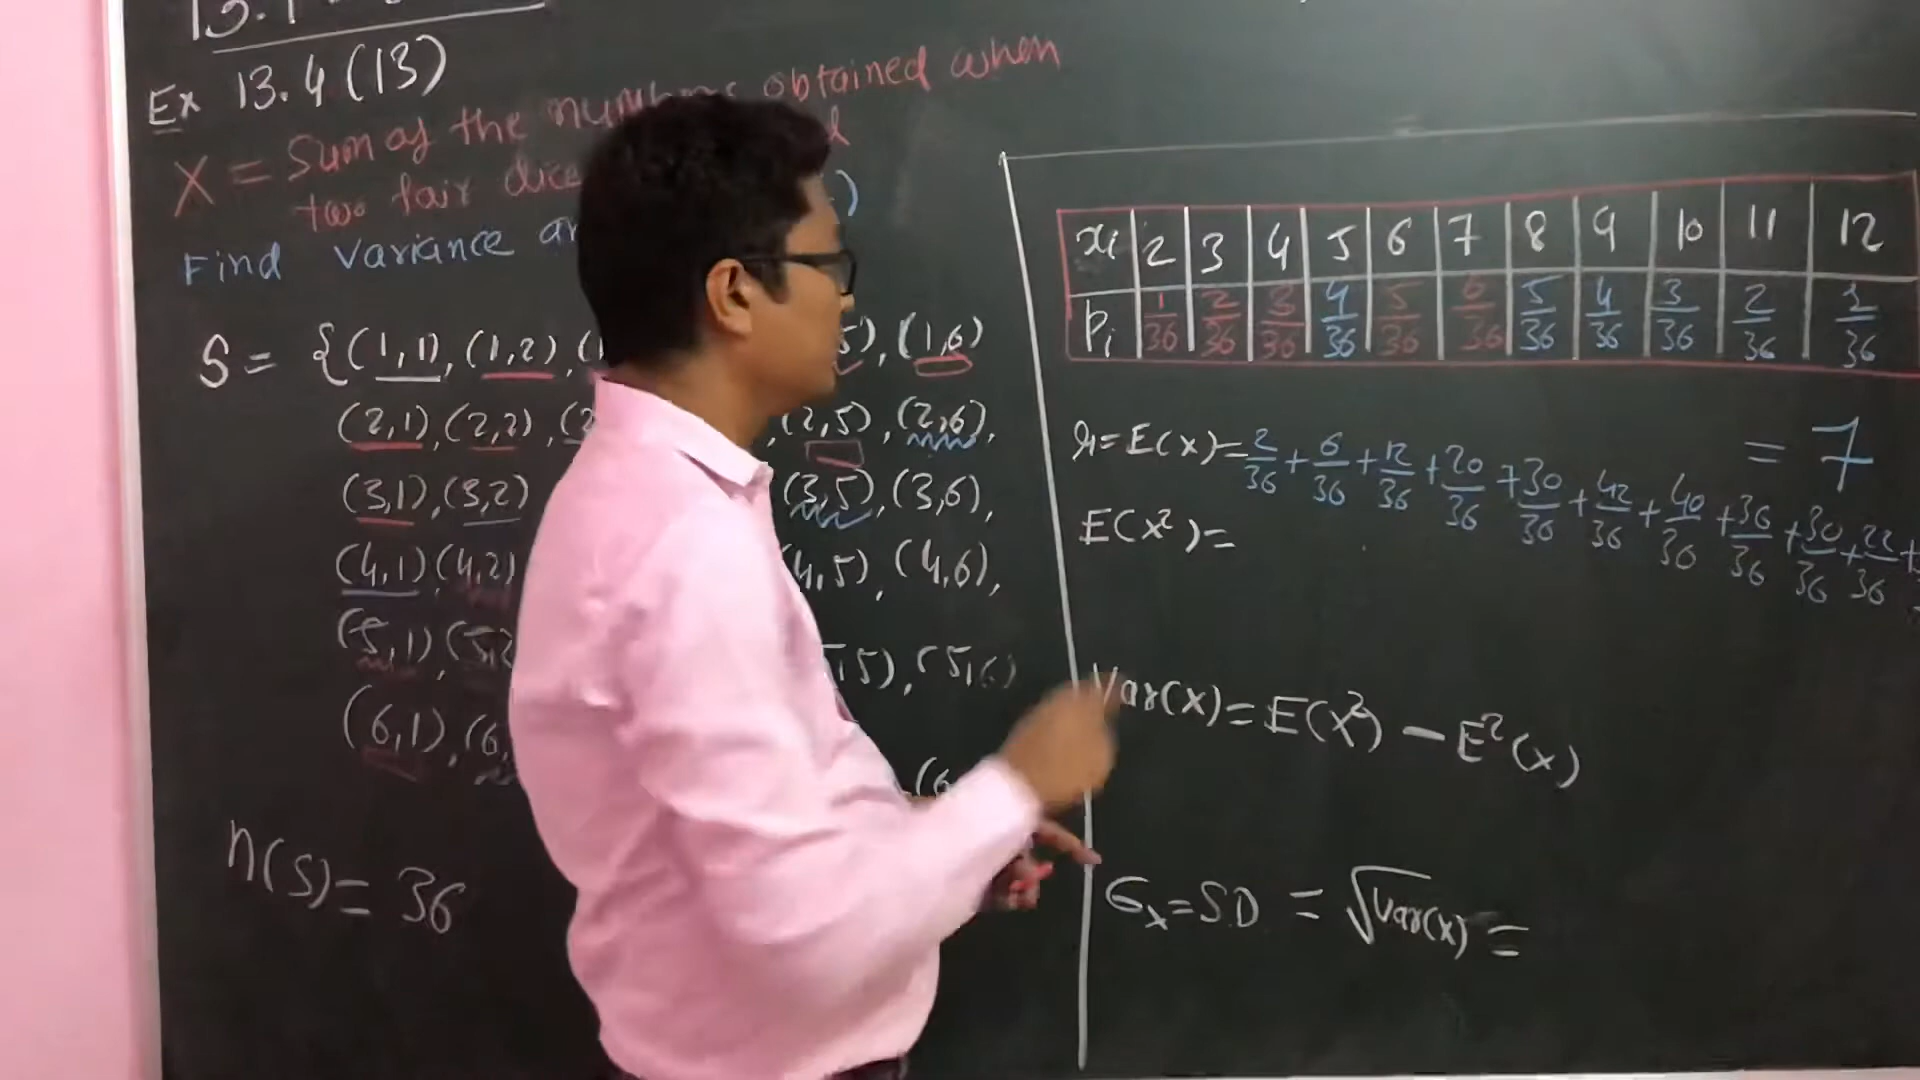 Ex 13.4 (13)
X = Sum of the numbers obtained when
two fair dice
Find Variance
S = {(1,1), (1,2), (1,6)
(2,1), (2,2), (2,5), (2,6),
(3,1), (3,2) (3,5), (3,6),
(4,1) (4,2) 4,5), (4,6),
(5,1), 5), (5,6)
(6,1), (6,
n(S) = 36
xi 2 3 4 5 6 7 8 9 10 11 12
pi 1/36 2/36 3/36 4/36 5/36 6/36 5/36 4/36 3/36 2/36 1/36
μ = E(X) = 2/36 + 6/36 + 12/36 + 20/36 + 30/36 + 42/36 + 40/36 + 36/36 + 30/36 + 22/36 + = 7
E(X²) =
Var(X) = E(X²) − E²(X)
σx = SD = √Var(X) =